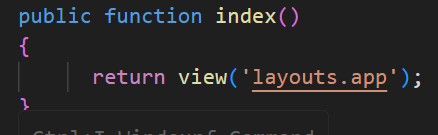 public function index()
{
return view('layouts.app');
}